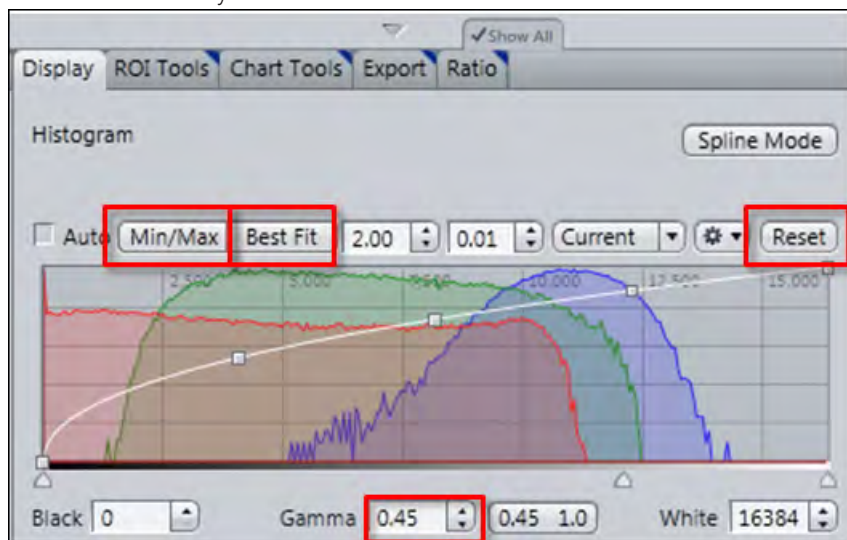 Show All
Display ROI Tools Chart Tools Export Ratio
Histogram
Spline Mode
Auto Min/Max Best Fit 2.00 0.01 Current Reset
2,500 5,000 10,000 12,500 15,000
Black 0 Gamma 0.45 0.45 1.0 White 16384